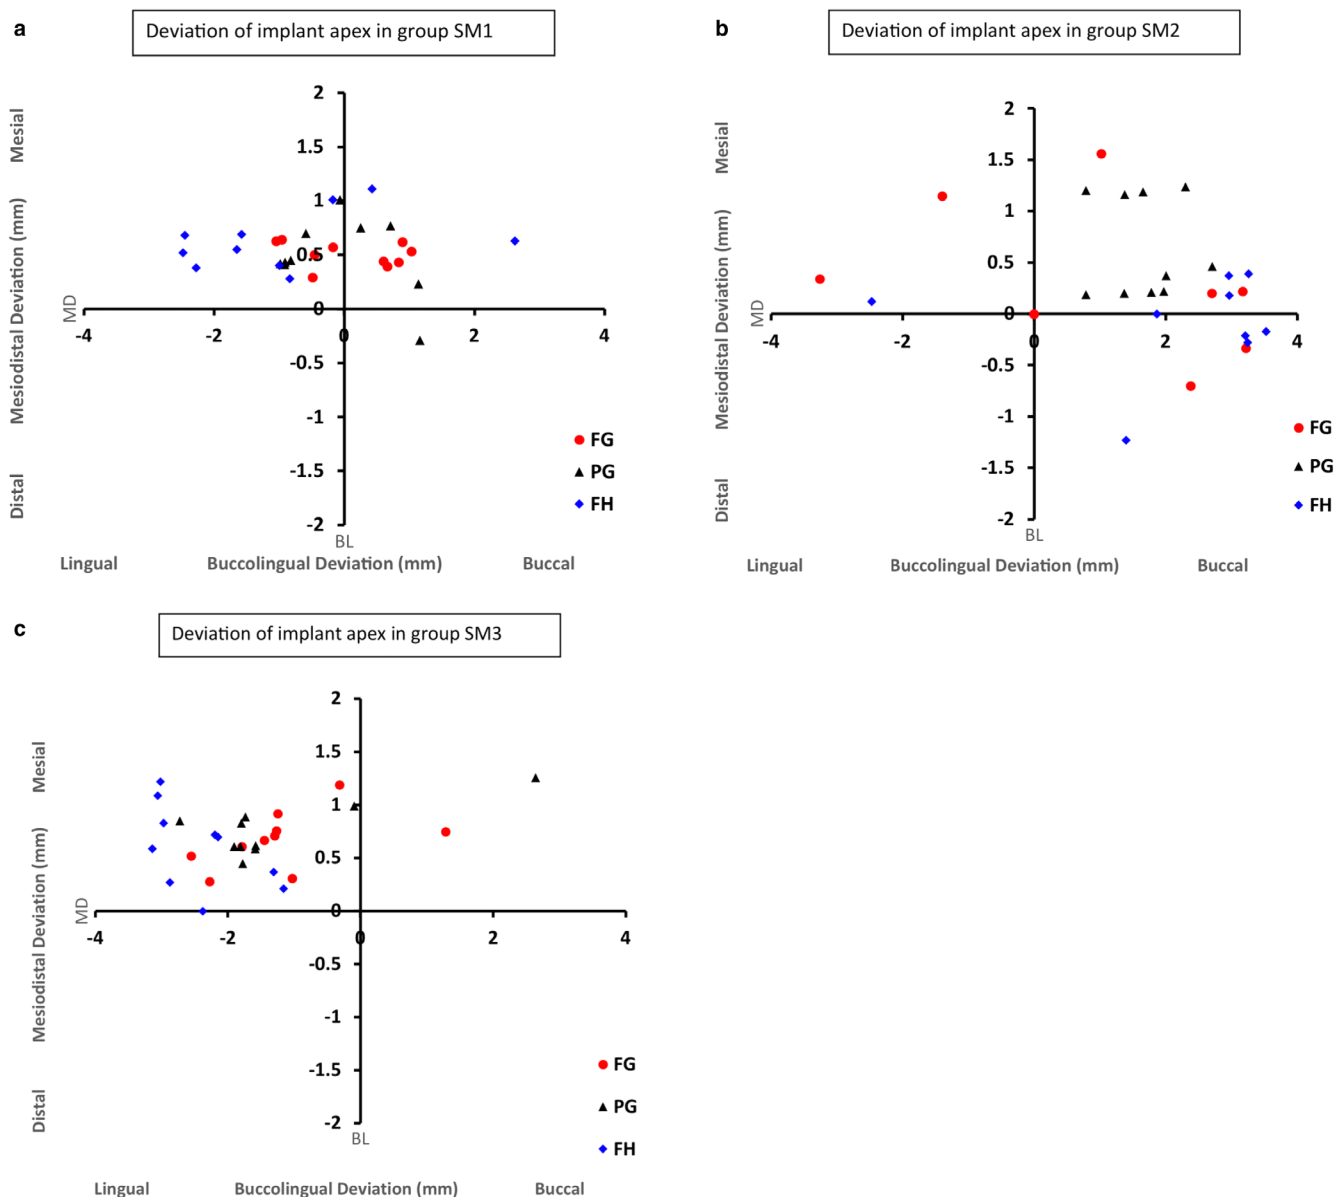 a
Deviation of implant apex in group SM1
Mesial
Mesiodistal Deviation (mm)
Distal
MD
2
1.5
1
0.5
0
-4
-2
0
2
4
-0.5
-1
-1.5
-2
FG
PG
FH
BL
Lingual
Buccolingual Deviation (mm)
Buccal
b
Deviation of implant apex in group SM2
Mesial
Mesiodistal Deviation (mm)
Distal
MD
2
1.5
1
0.5
0
-4
-2
0
2
4
-0.5
-1
-1.5
-2
FG
PG
FH
BL
Lingual
Buccolingual Deviation (mm)
Buccal
c
Deviation of implant apex in group SM3
Mesial
Mesiodistal Deviation (mm)
Distal
MD
2
1.5
1
0.5
0
-4
-2
0
2
4
-0.5
-1
-1.5
-2
FG
PG
FH
BL
Lingual
Buccolingual Deviation (mm)
Buccal